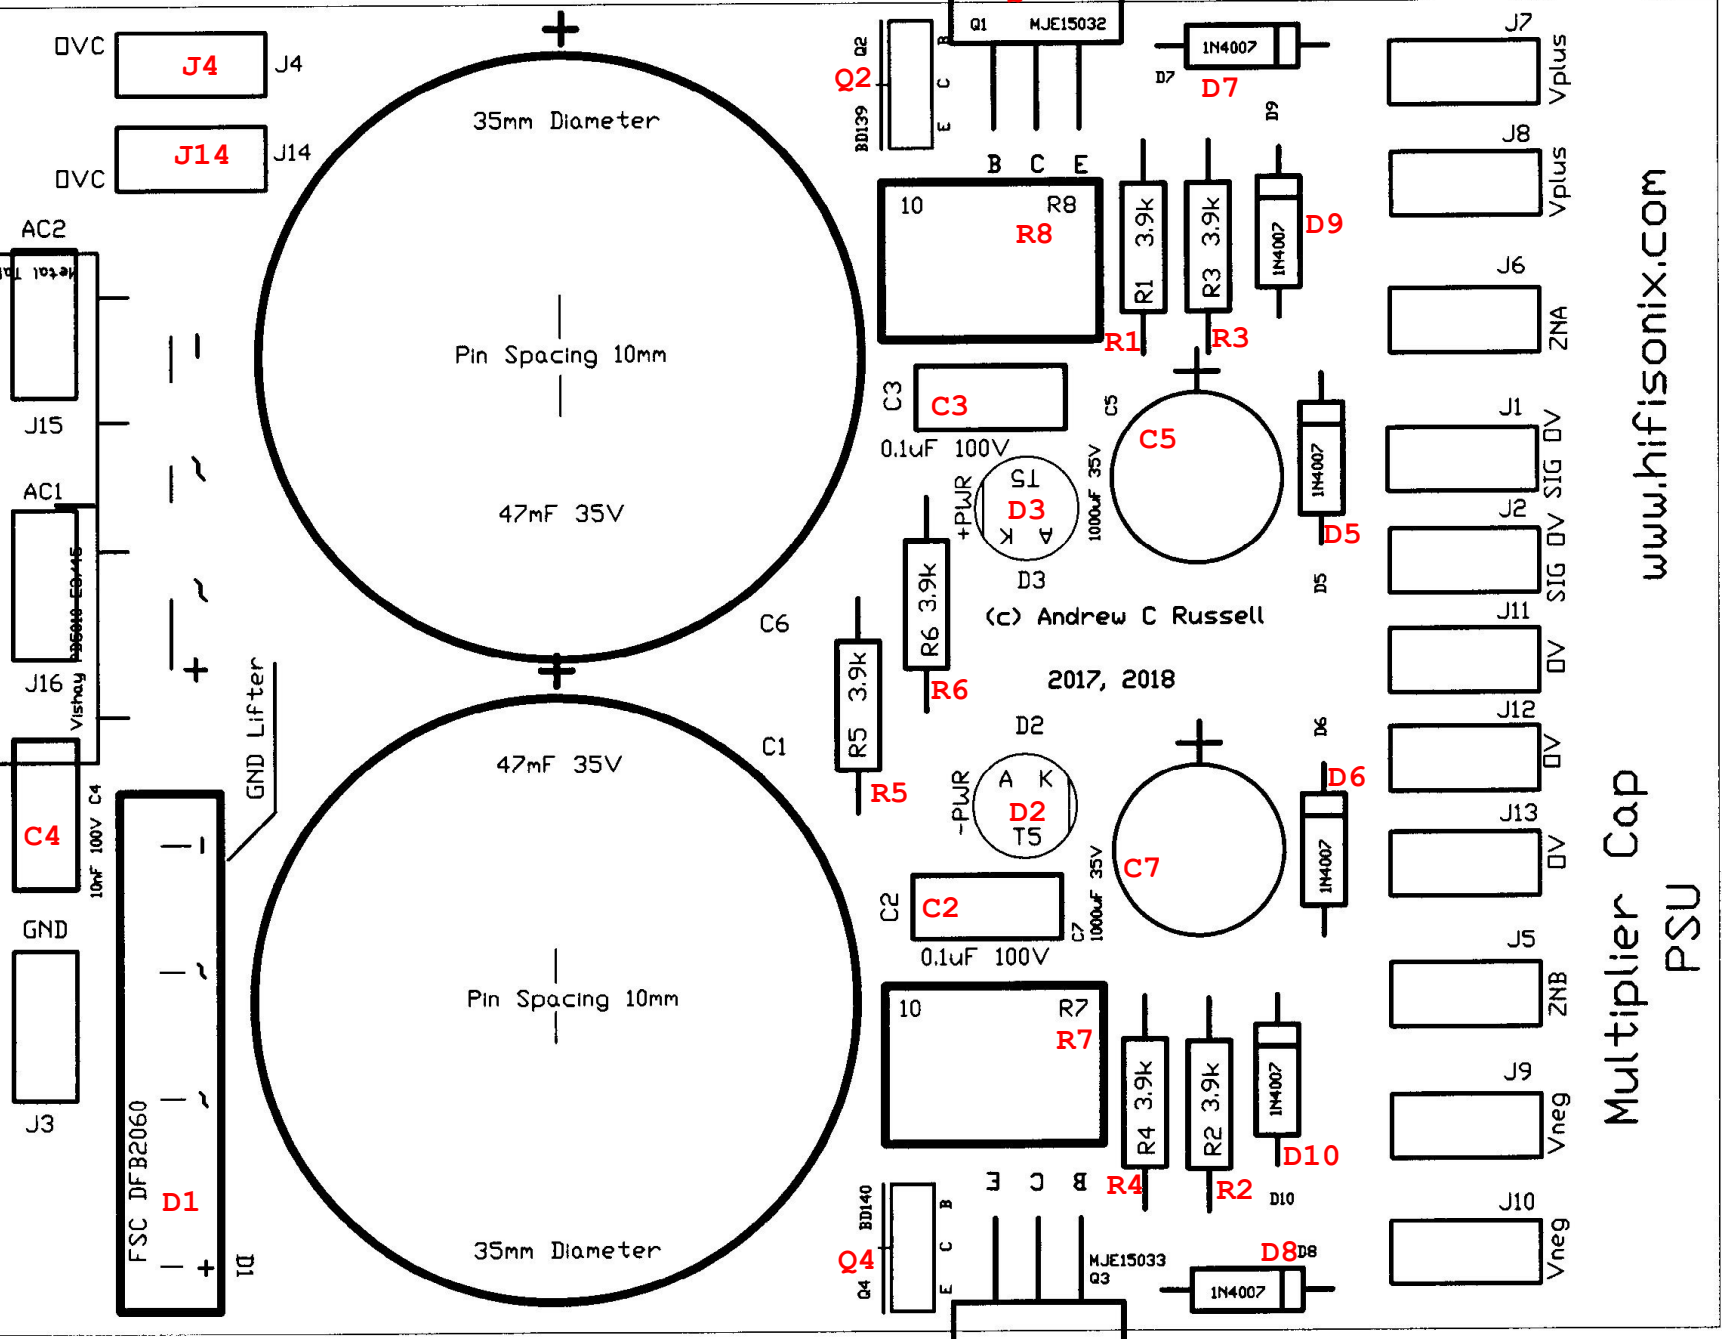 0VC
J4
J4
0VC
J14
J14
AC2
Metal Ta
J15
AC1
Vishay PB5010-E3/45
J16
GND Lifter
C4
10nF 100V C4
GND
J3
FSC DFB2060
D1
D1
35mm Diameter
Pin Spacing 10mm
47mF 35V
C6
C1
47mF 35V
Pin Spacing 10mm
35mm Diameter
Q2
Q2
BD139
B
C
E
Q1 MJE15032
B C E
10 R8
R8
R1 3.9k
R1
R3 3.9k
R3
1N4007
D7
D7
D9
1N4007
D9
C3
C3
0.1uF 100V
C5
C5
1000uF 35V
+PWR
T5
D3
K A
D3
1N4007
D5
D5
R6 3.9k
R6
R5 3.9k
R5
(c) Andrew C Russell
2017, 2018
D2
-PWR
A K
D2
T5
C7
C7
1000uF 35V
D6
D6
1N4007
C2
C2
0.1uF 100V
10 R7
R7
R4 3.9k
R4
R2 3.9k
R2
1N4007
D10
D10
E C B
BD140
Q4
Q4
B
C
E
MJE15033
Q3
D8
D8
1N4007
J7
Vplus
J8
Vplus
J6
ZNA
J1
SIG 0V
J2
SIG 0V
J11
0V
J12
0V
J13
0V
J5
ZNB
J9
Vneg
J10
Vneg
www.hifisonix.com
Multiplier Cap
PSU